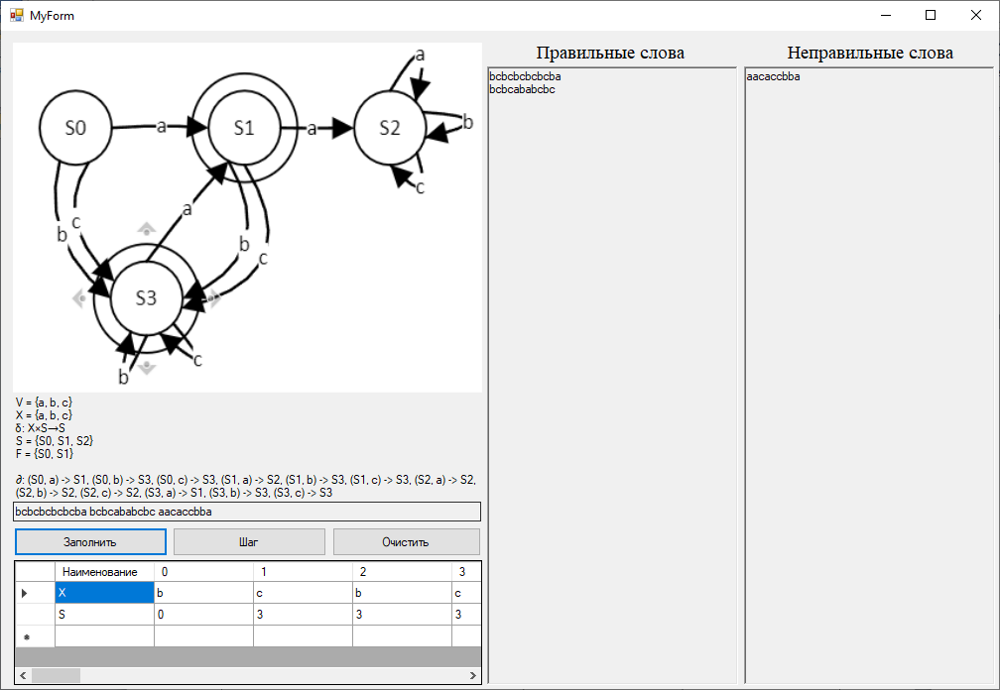 MyForm
Правильные слова
Неправильные слова
bcbcbcbcbcba
bcbcababcbc
aacaccbba
a
S0
a
S1
a
S2
b
c
a
c
b
b
c
S3
c
b
V = {a, b, c}
X = {a, b, c}
δ: X×S→S
S = {S0, S1, S2}
F = {S0, S1}
∂: (S0, a) -> S1, (S0, b) -> S3, (S0, c) -> S3, (S1, a) -> S2, (S1, b) -> S3, (S1, c) -> S3, (S2, a) -> S2,
(S2, b) -> S2, (S2, c) -> S2, (S3, a) -> S1, (S3, b) -> S3, (S3, c) -> S3
bcbcbcbcbcba bcbcababcbc aacaccbba
Заполнить Шаг Очистить
Наименование 0 1 2 3
X b c b c
S 0 3 3 3